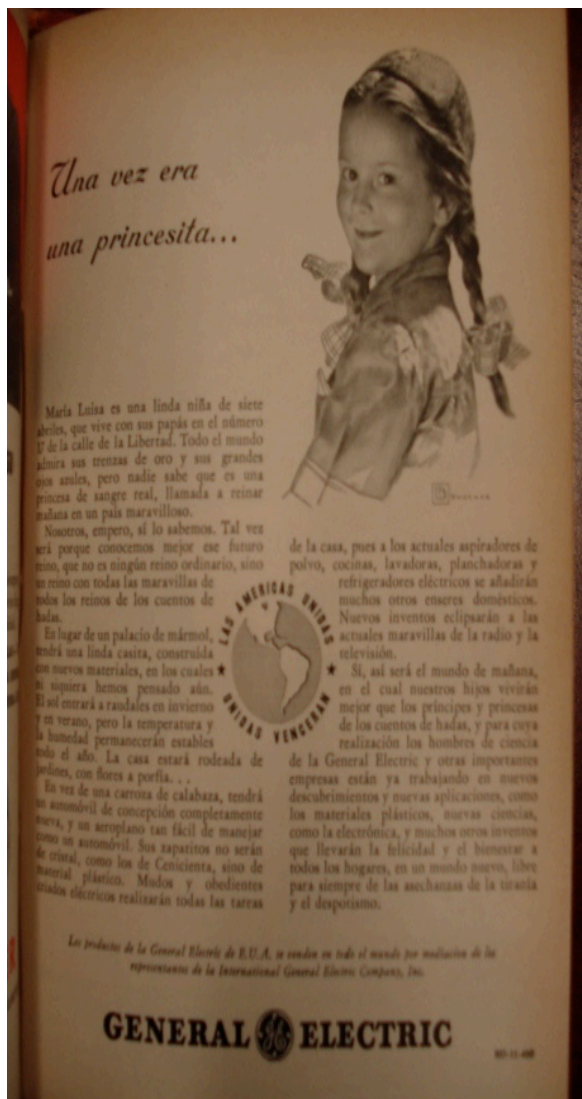 Una vez era
una princesita...
María Luisa es una linda niña de siete
abriles, que vive con sus papás en el número
17 de la calle de la Libertad. Todo el mundo
admira sus trenzas de oro y sus grandes
ojos azules, pero nadie sabe que es una
princesa de sangre real, llamada a reinar
mañana en un país maravilloso.
Nosotros, empero, sí lo sabemos. Tal vez
será porque conocemos mejor ese futuro
reino, que no es ningún reino ordinario, sino
un reino con todas las maravillas de
todos los reinos de los cuentos de
hadas.
En lugar de un palacio de mármol,
tendrá una linda casita, construída
con nuevos materiales, en los cuales
ni siquiera hemos pensado aún.
El sol entrará a raudales en invierno
y en verano, pero la temperatura y
la humedad permanecerán estables
todo el año. La casa estará rodeada de
jardines, con flores a porfía. . .
En vez de una carroza de calabaza, tendrá
un automóvil de concepción completamente
nueva, y un aeroplano tan fácil de manejar
como un automóvil. Sus zapatitos no serán
de cristal, como los de Cenicienta, sino de
material plástico. Mudos y obedientes
criados eléctricos realizarán todas las tareas
de la casa, pues a los actuales aspiradores de
polvo, cocinas, lavadoras, planchadoras y
refrigeradores eléctricos se añadirán
muchos otros enseres domésticos.
Nuevos inventos eclipsarán a las
actuales maravillas de la radio y la
televisión.
Sí, así será el mundo de mañana,
en el cual nuestros hijos vivirán
mejor que los príncipes y princesas
de los cuentos de hadas, y para cuya
realización los hombres de ciencia
de la General Electric y otras importantes
empresas están ya trabajando en nuevos
descubrimientos y nuevas aplicaciones, como
los materiales plásticos, nuevas ciencias,
como la electrónica, y muchos otros inventos
que llevarán la felicidad y el bienestar a
todos los hogares, en un mundo nuevo, libre
para siempre de las asechanzas de la tiranía
y el despotismo.
LAS AMERICAS UNIDAS
UNIDAS VENCERAN
Los productos de la General Electric de E.U.A. se venden en todo el mundo por mediación de los
representantes de la International General Electric Company, Inc.
GENERAL GE ELECTRIC